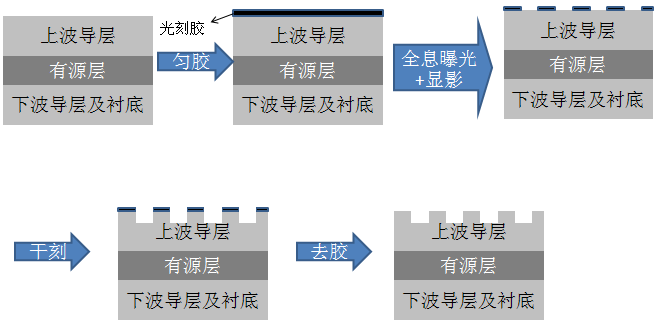 上波导层
有源层
下波导层及衬底
匀胶
光刻胶
上波导层
有源层
下波导层及衬底
全息曝光
+显影
上波导层
有源层
下波导层及衬底
干刻
上波导层
有源层
下波导层及衬底
去胶
上波导层
有源层
下波导层及衬底